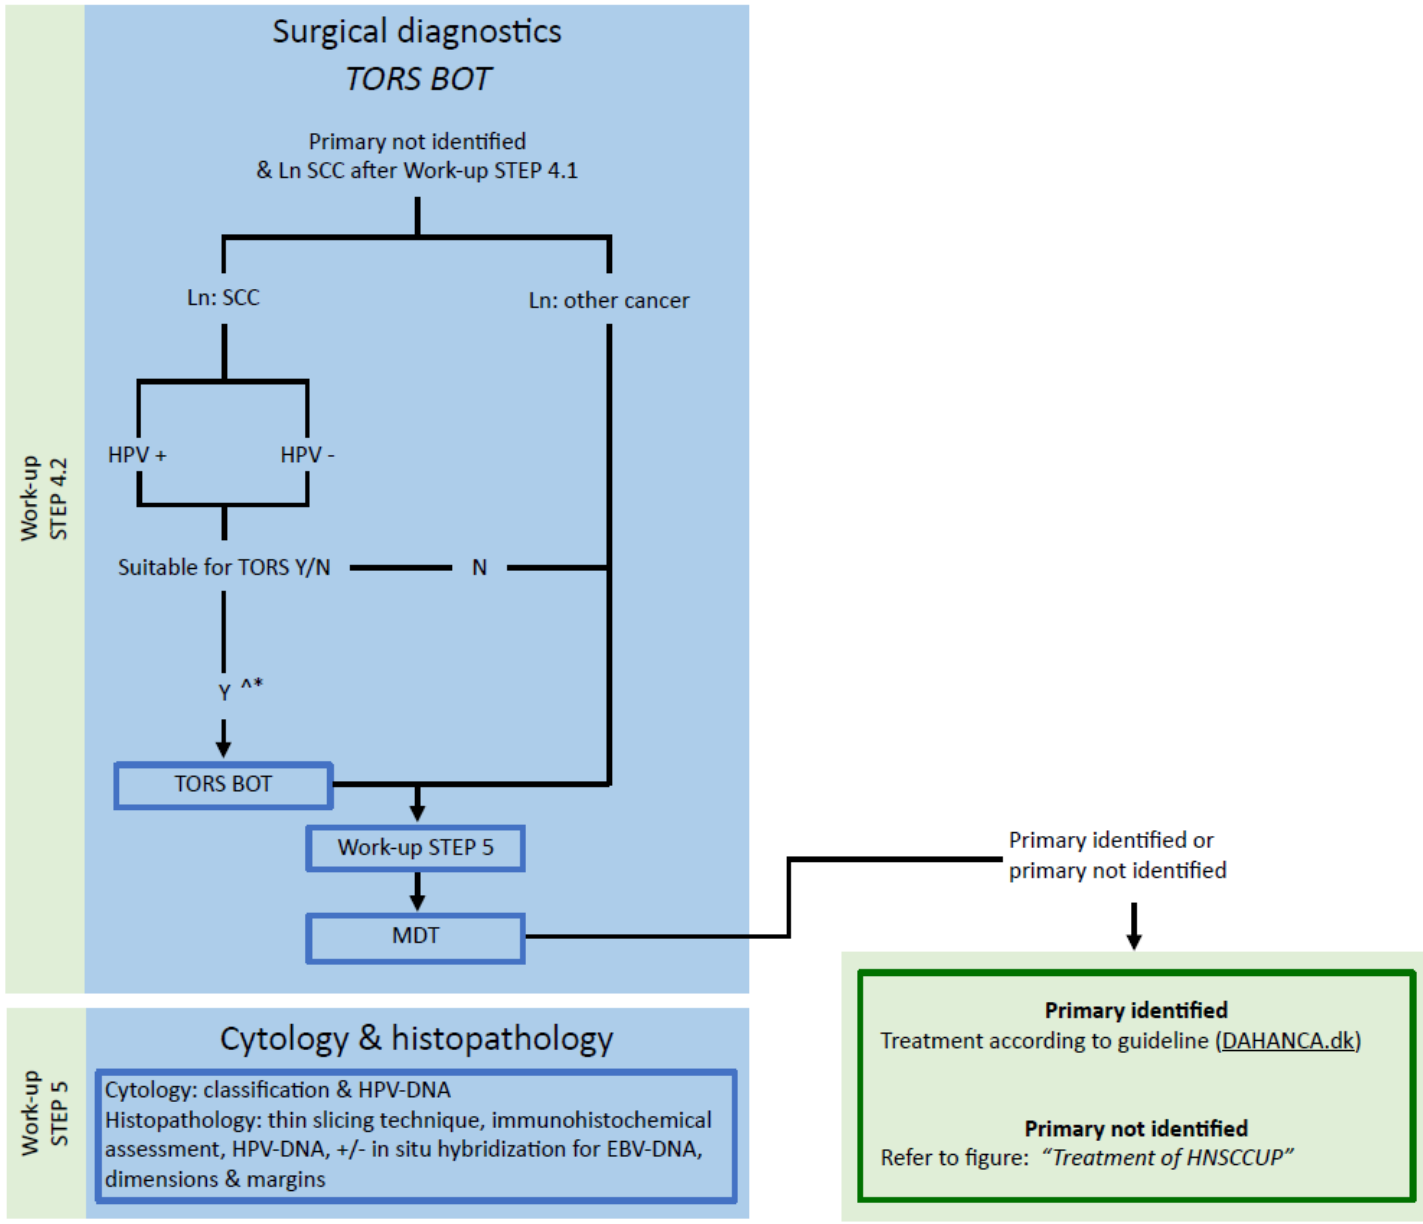 Surgical diagnostics
TORS BOT
Primary not identified
& Ln SCC after Work-up STEP 4.1
Ln: SCC
Ln: other cancer
HPV +
HPV -
Suitable for TORS Y/N
N
Y ^*
TORS BOT
Work-up STEP 5
MDT
Work-up
STEP 4.2
Primary identified or
primary not identified
Primary identified
Treatment according to guideline (DAHANCA.dk)
Primary not identified
Refer to figure: “Treatment of HNSCCUP”
Work-up
STEP 5
Cytology & histopathology
Cytology: classification & HPV-DNA
Histopathology: thin slicing technique, immunohistochemical
assessment, HPV-DNA, +/- in situ hybridization for EBV-DNA,
dimensions & margins